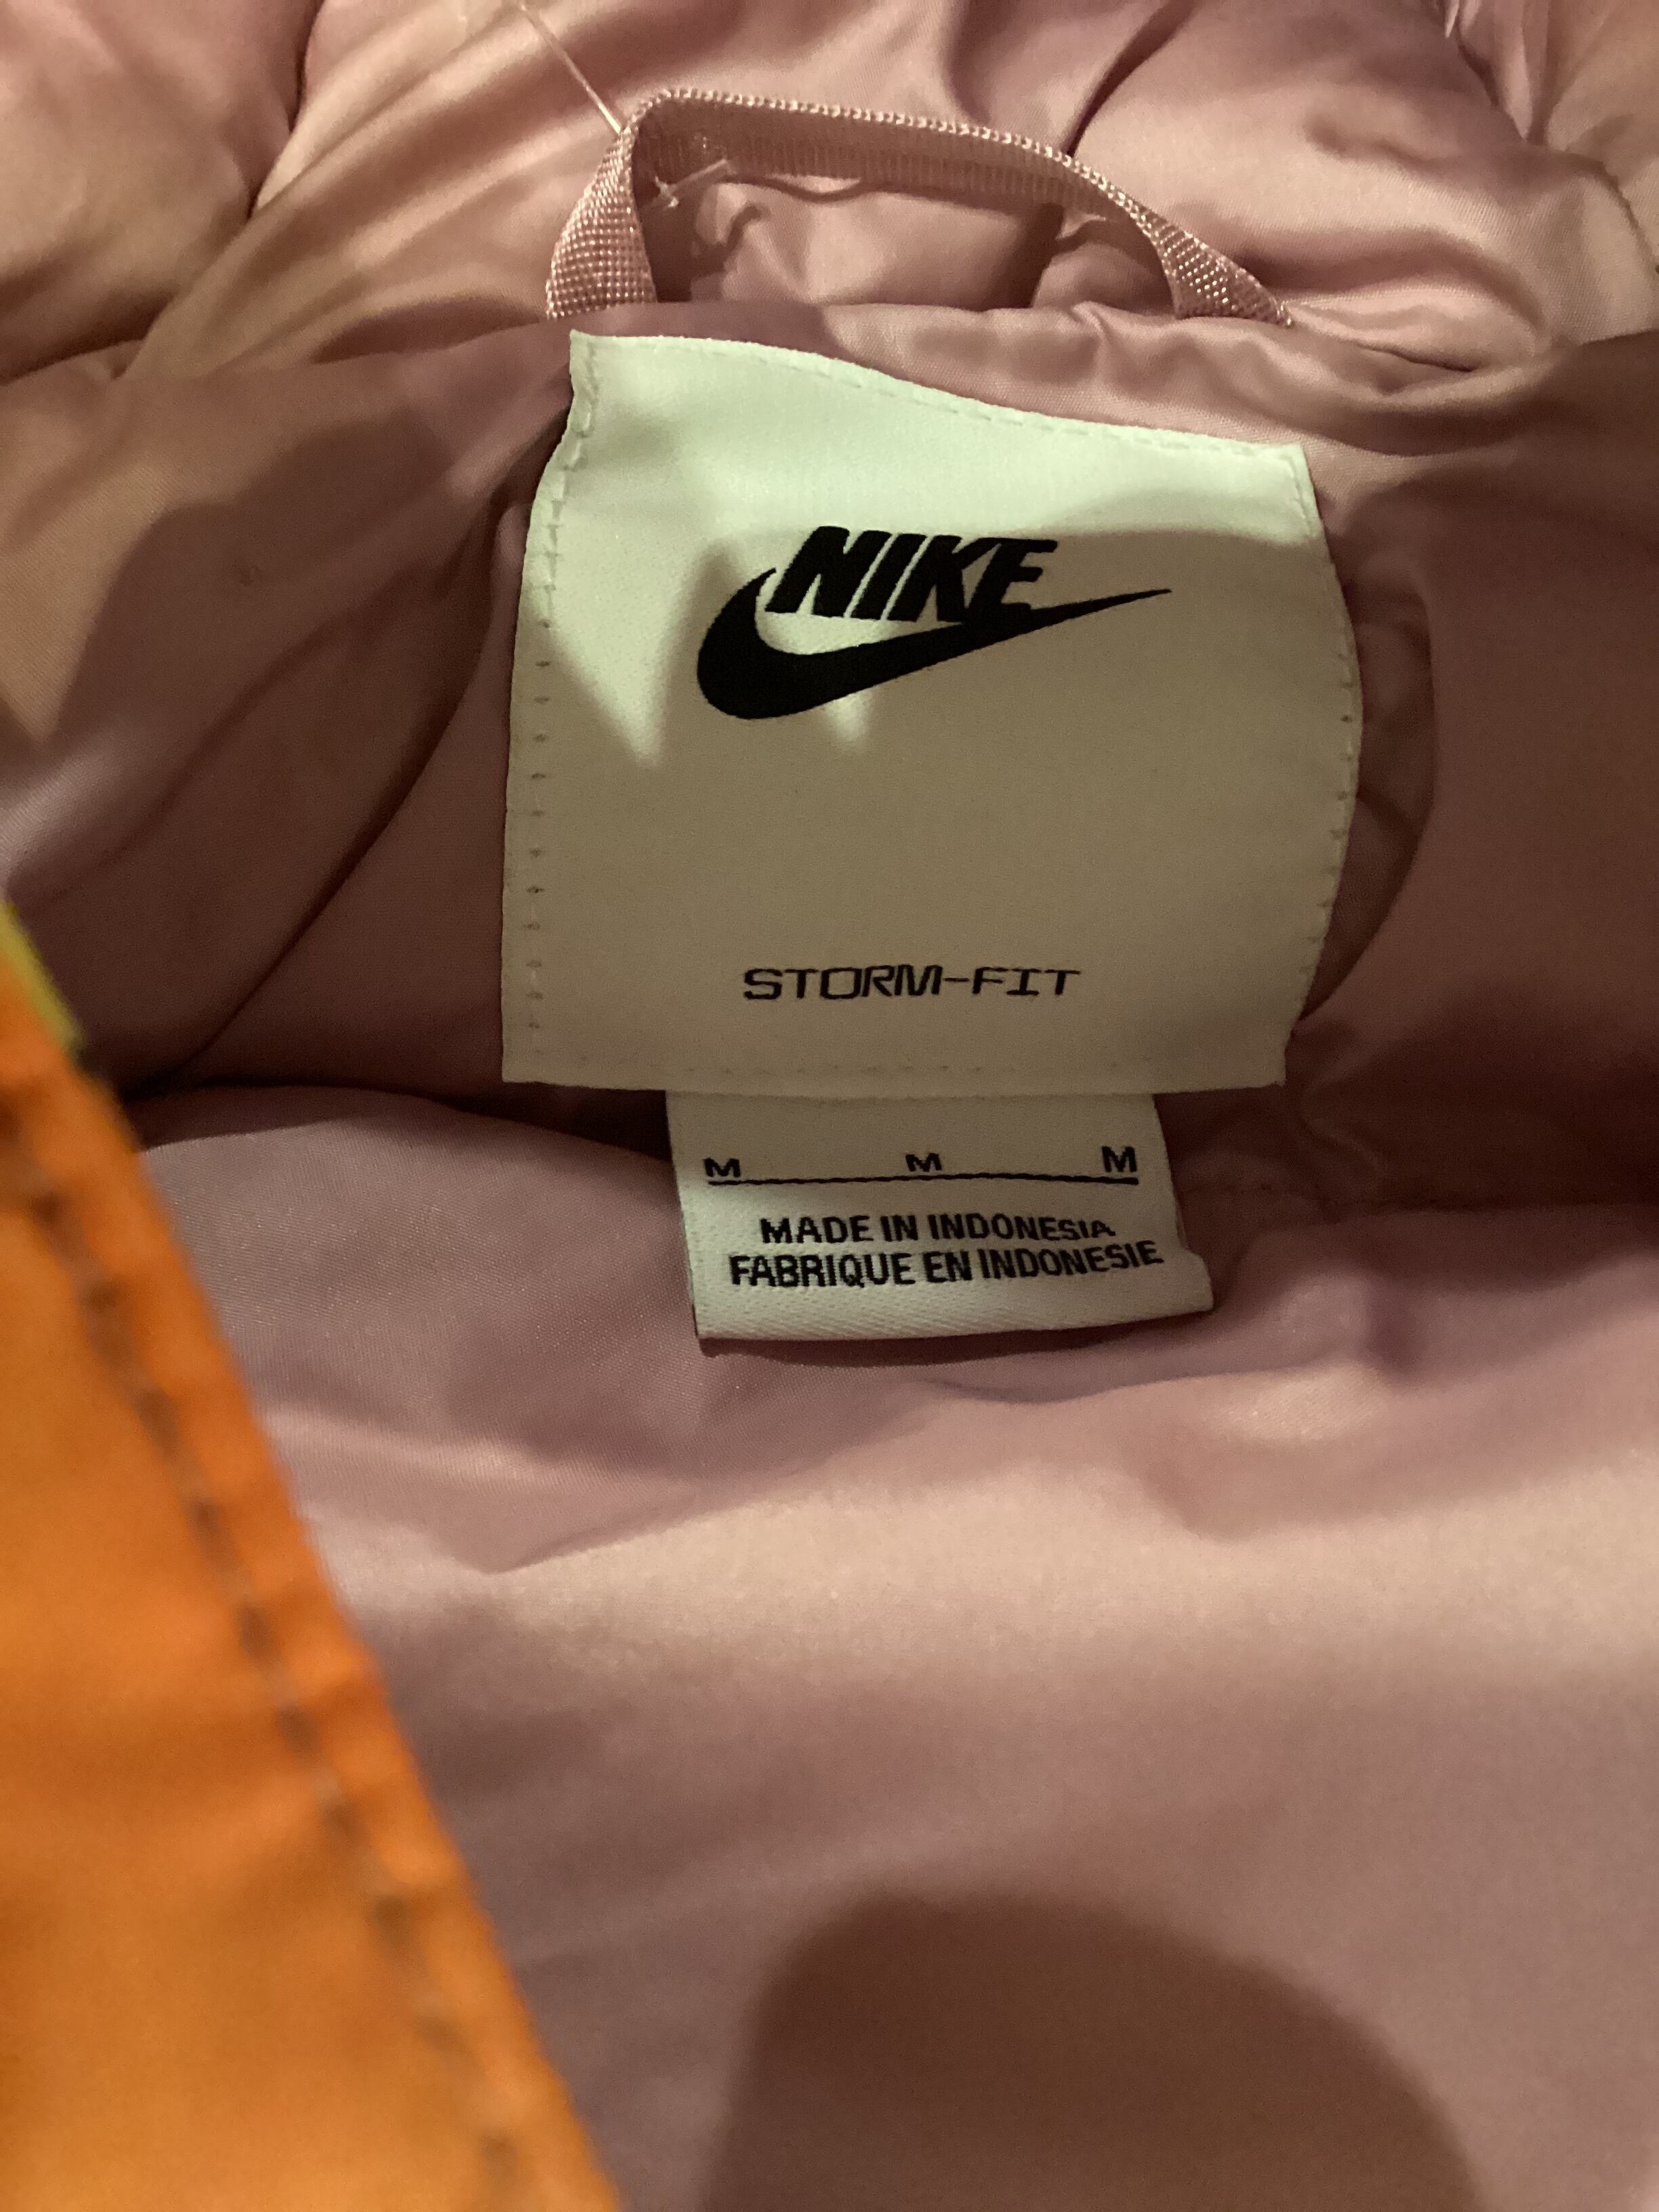 NIKE
STORM-FIT
M M M
MADE IN INDONESIA
FABRIQUE EN INDONESIE